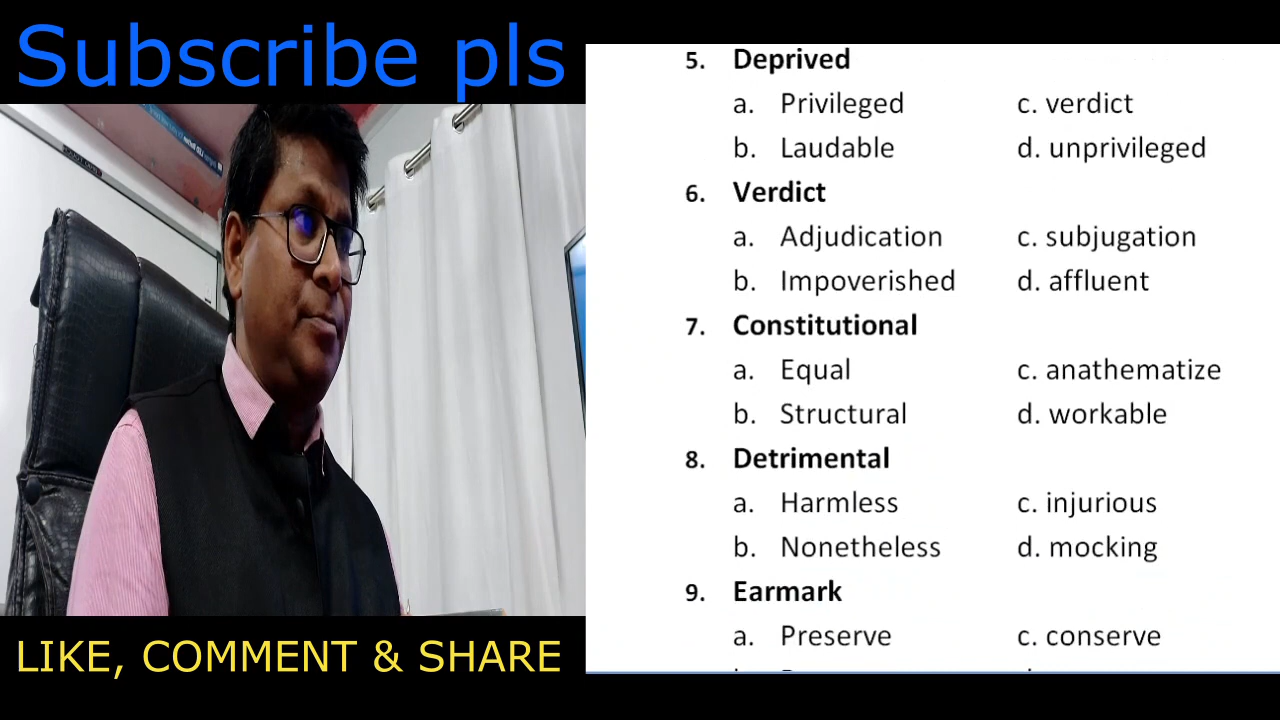 Subscribe pls
5. Deprived
a. Privileged c. verdict
b. Laudable d. unprivileged
6. Verdict
a. Adjudication c. subjugation
b. Impoverished d. affluent
7. Constitutional
a. Equal c. anathematize
b. Structural d. workable
8. Detrimental
a. Harmless c. injurious
b. Nonetheless d. mocking
9. Earmark
a. Preserve c. conserve
LIKE, COMMENT & SHARE